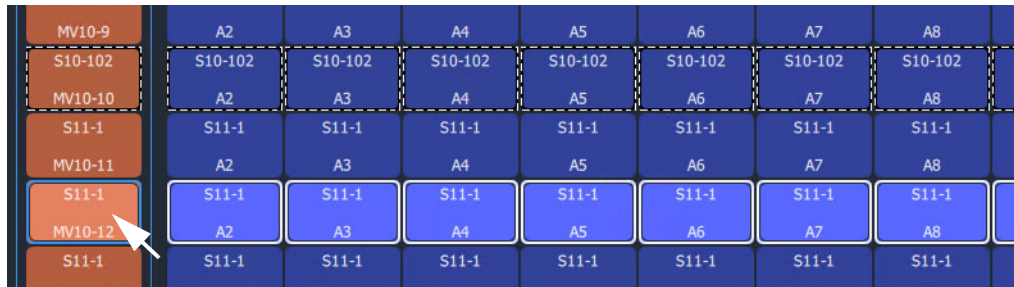 MV10-9 A2 A3 A4 A5 A6 A7 A8
S10-102 S10-102 S10-102 S10-102 S10-102 S10-102 S10-102 S10-102
MV10-10 A2 A3 A4 A5 A6 A7 A8
S11-1 S11-1 S11-1 S11-1 S11-1 S11-1 S11-1 S11-1
MV10-11 A2 A3 A4 A5 A6 A7 A8
S11-1 S11-1 S11-1 S11-1 S11-1 S11-1 S11-1 S11-1
MV10-12 A2 A3 A4 A5 A6 A7 A8
S11-1 S11-1 S11-1 S11-1 S11-1 S11-1 S11-1 S11-1